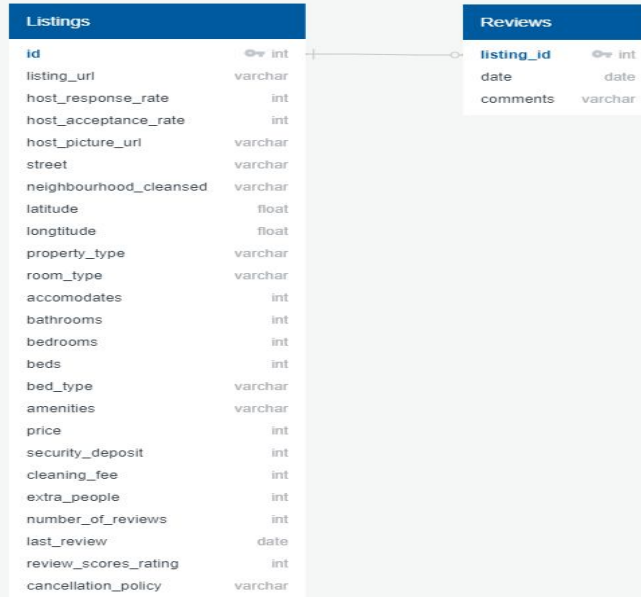 Listings
id int
listing_url varchar
host_response_rate int
host_acceptance_rate int
host_picture_url varchar
street varchar
neighbourhood_cleansed varchar
latitude float
longtitude float
property_type varchar
room_type varchar
accomodates int
bathrooms int
bedrooms int
beds int
bed_type varchar
amenities varchar
price int
security_deposit int
cleaning_fee int
extra_people int
number_of_reviews int
last_review date
review_scores_rating int
cancellation_policy varchar
Reviews
listing_id int
date date
comments varchar